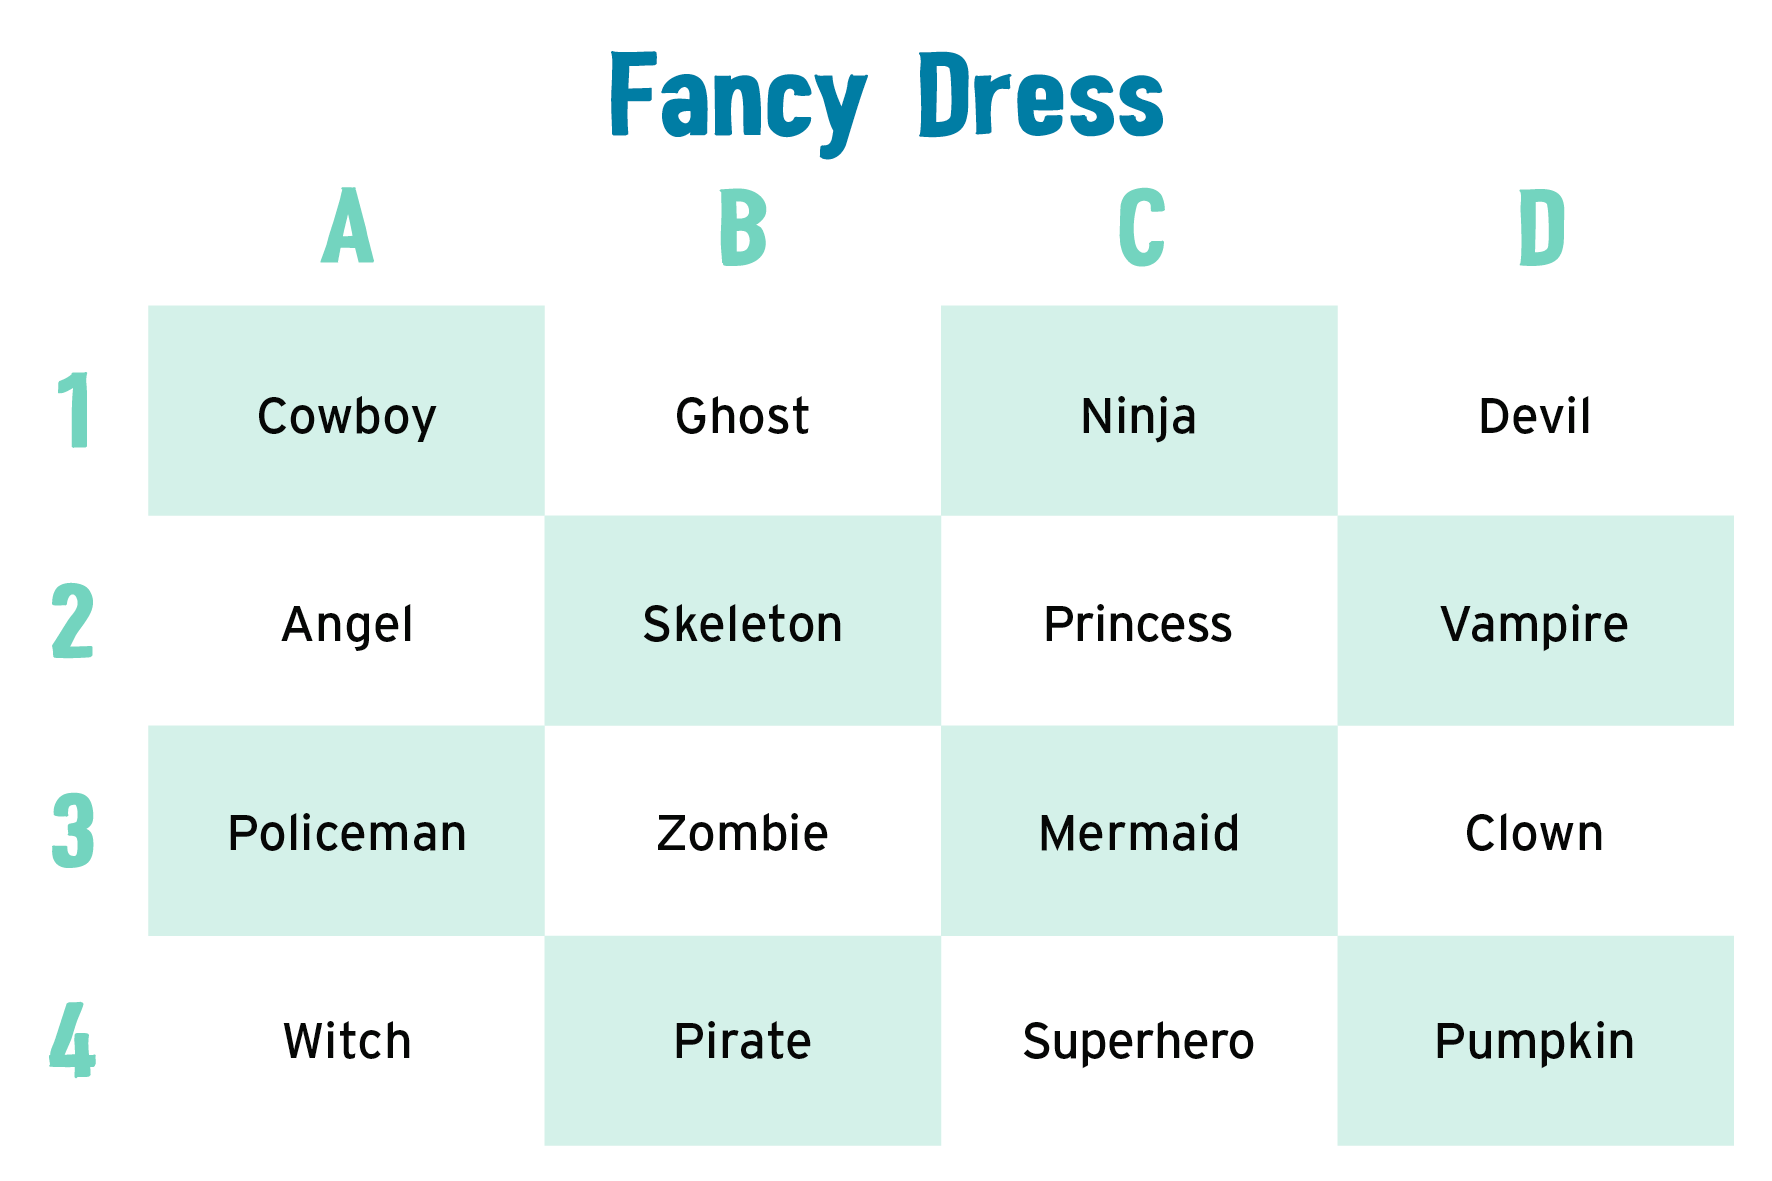 Fancy Dress
A B C D
1 Cowboy Ghost Ninja Devil
2 Angel Skeleton Princess Vampire
3 Policeman Zombie Mermaid Clown
4 Witch Pirate Superhero Pumpkin